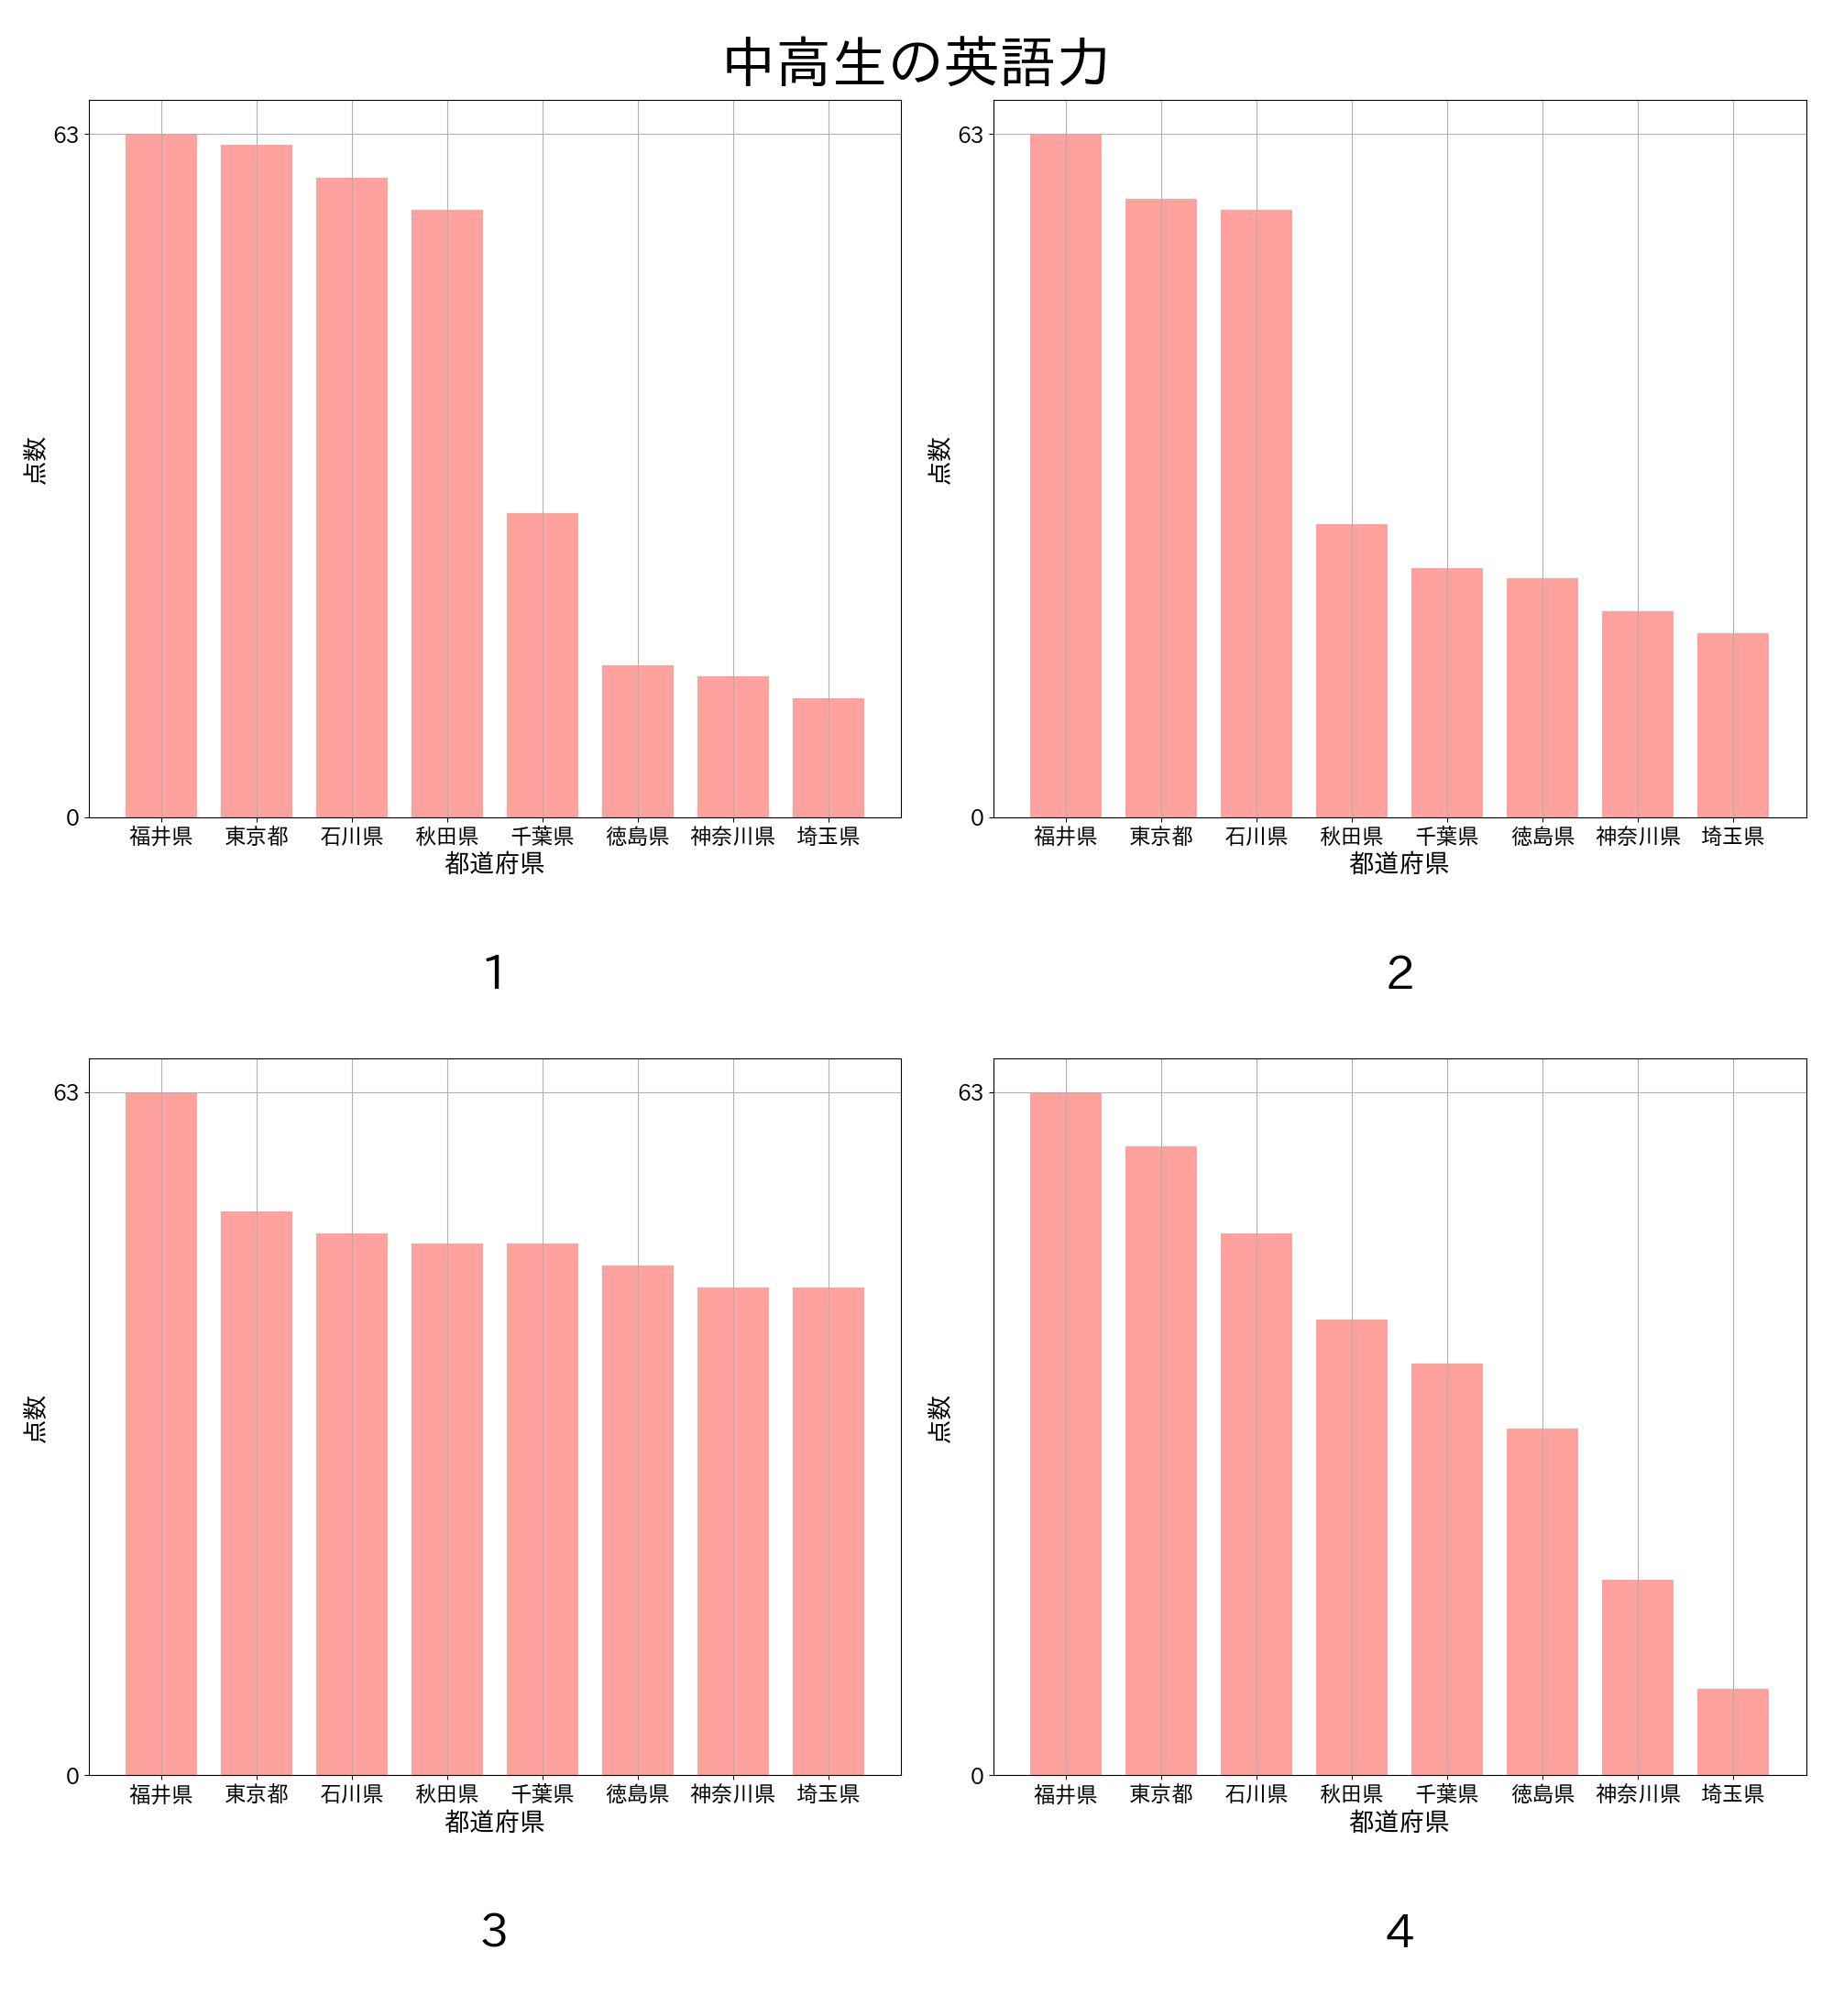 中高生の英語力
63
0
点数
福井県 東京都 石川県 秋田県 千葉県 徳島県 神奈川県 埼玉県
都道府県
1
63
0
点数
福井県 東京都 石川県 秋田県 千葉県 徳島県 神奈川県 埼玉県
都道府県
2
63
0
点数
福井県 東京都 石川県 秋田県 千葉県 徳島県 神奈川県 埼玉県
都道府県
3
63
0
点数
福井県 東京都 石川県 秋田県 千葉県 徳島県 神奈川県 埼玉県
都道府県
4